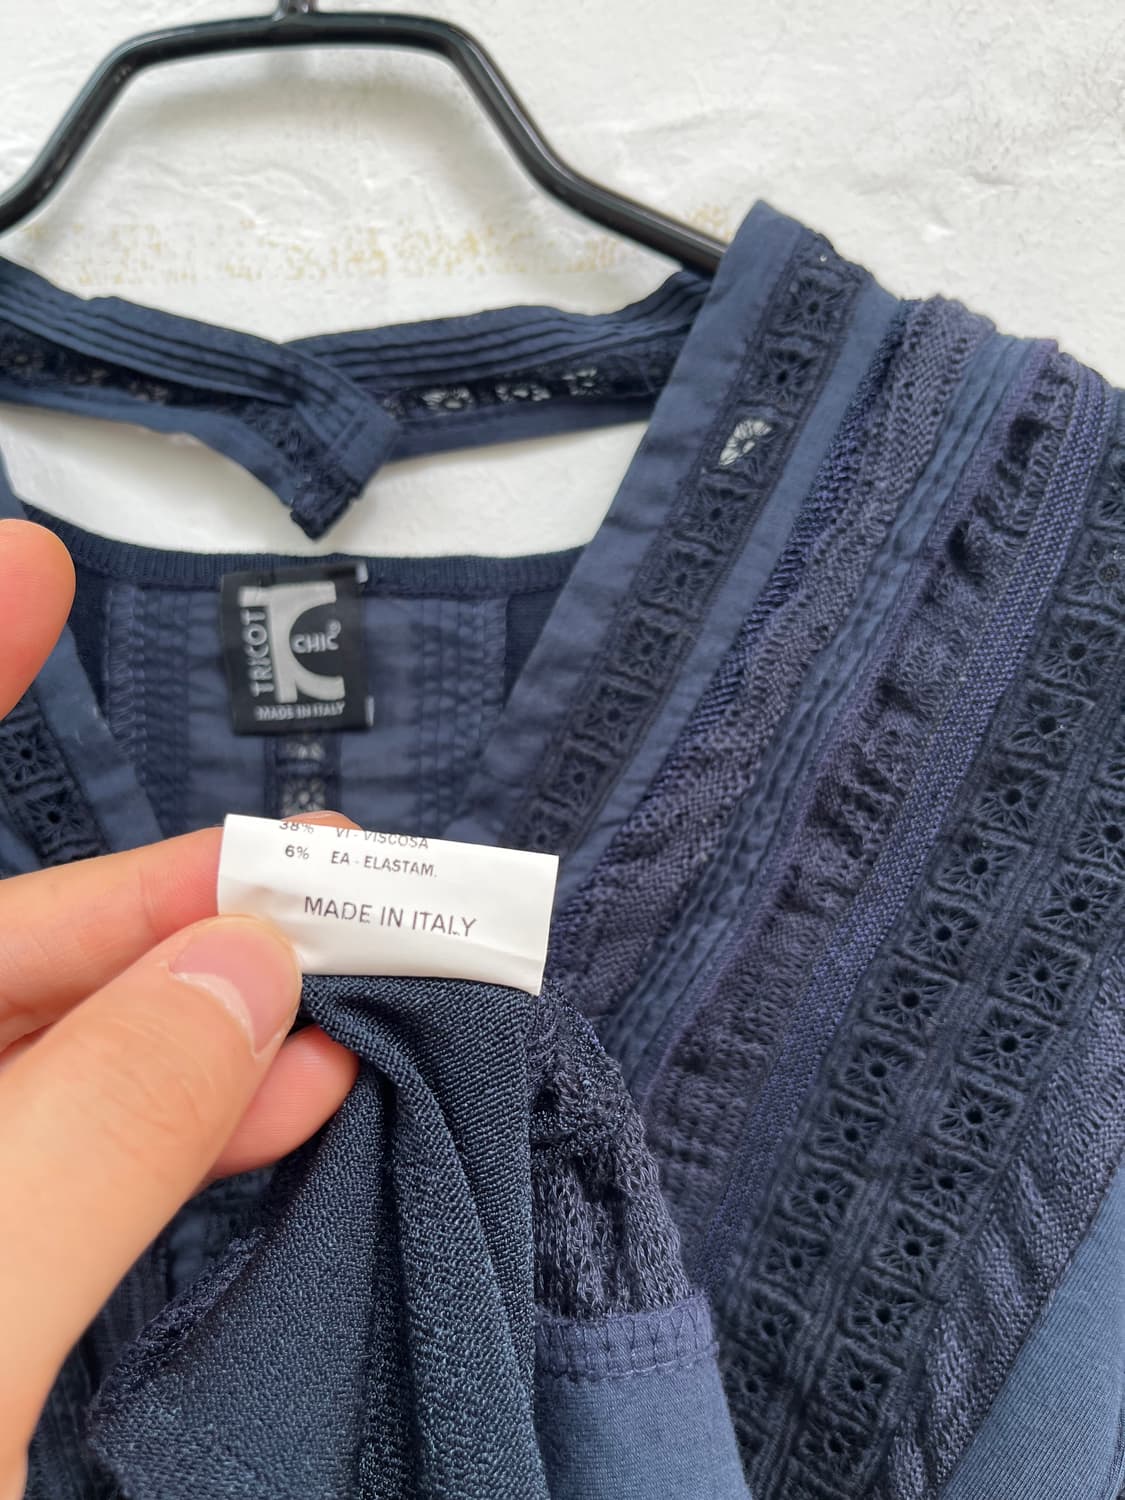 TRICOT
CHIC®
MADE IN ITALY
38% VI - VISCOSA
6% EA - ELASTAM.
MADE IN ITALY